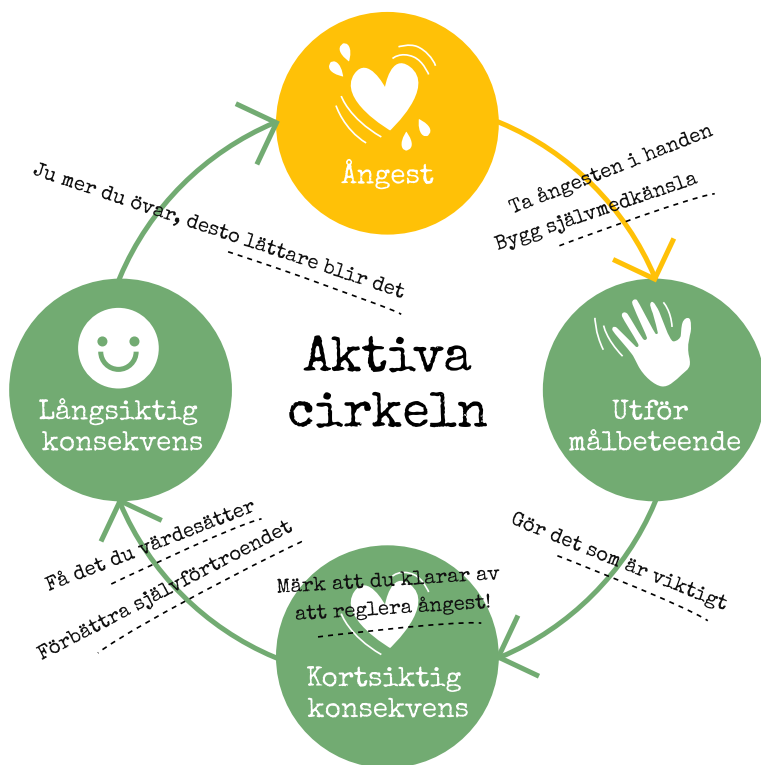 Ångest
Ta ångesten i handen
Bygg självmedkänsla
Ju mer du övar, desto lättare blir det
Aktiva
cirkeln
Långsiktig
konsekvens
Utför
målbeteende
Få det du värdesätter
Förbättra självförtroendet
Gör det som är viktigt
Märk att du klarar av
att reglera ångest!
Kortsiktig
konsekvens